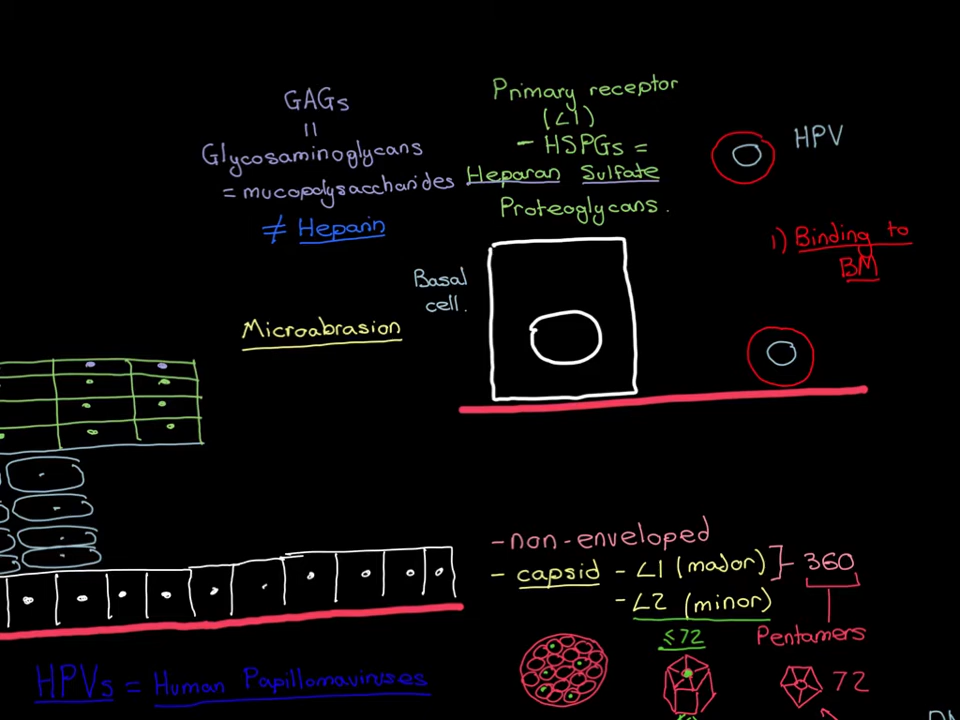 GAGs
=
Glycosaminoglycans
= mucopolysaccharides
≠ Heparin
Primary receptor
(L1)
- HSPGs =
Heparan Sulfate
Proteoglycans.
HPV
1) Binding to
BM
Basal
cell.
Microabrasion
- non-enveloped
- capsid - L1 (major) ]- 360
- L2 (minor)
≤72
Pentamers
72
HPVs = Human Papillomaviruses